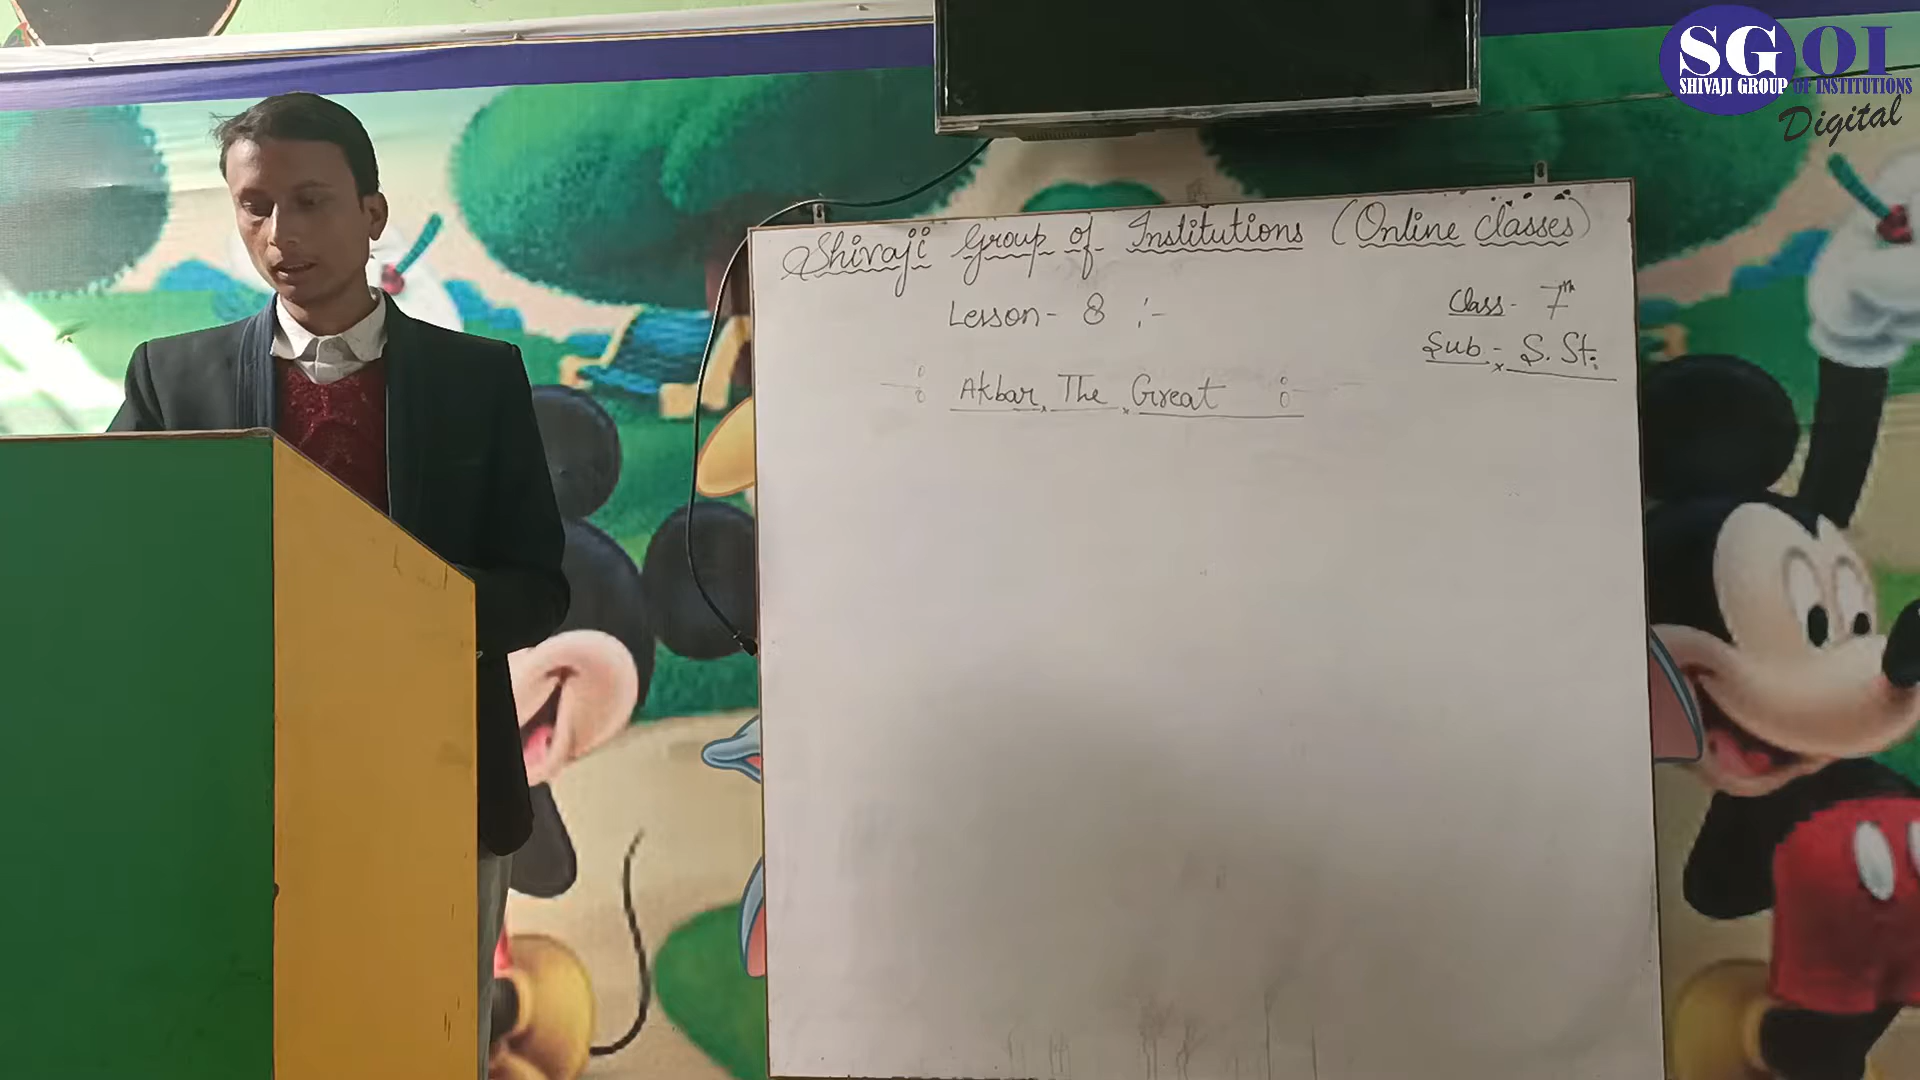 SGOI
SHIVAJI GROUP OF INSTITUTIONS
Digital
Shivaji Group of Institutions (Online Classes)
Lesson - 8 :-
Class - 7th
Sub - S. St.
Akbar The Great